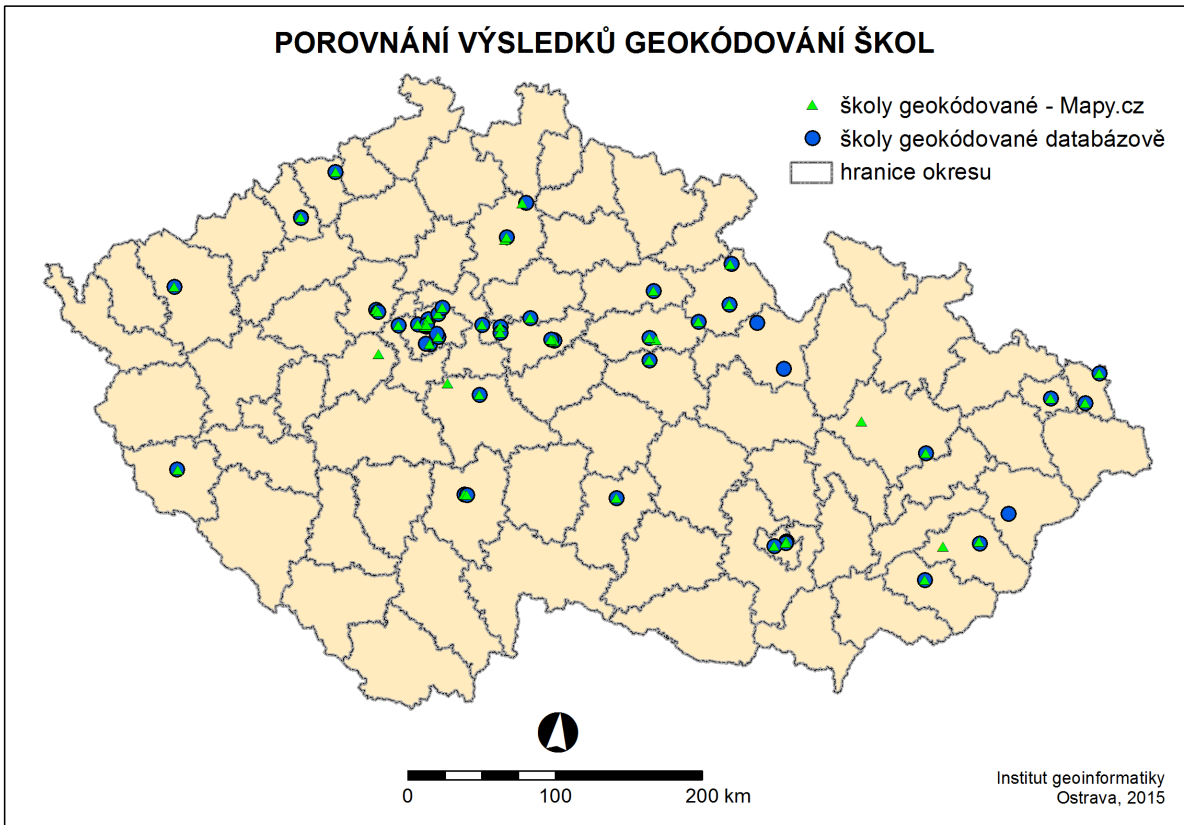 POROVNÁNÍ VÝSLEDKŮ GEOKÓDOVÁNÍ ŠKOL
školy geokódované - Mapy.cz
školy geokódované databázově
hranice okresu
0 100 200 km
Institut geoinformatiky
Ostrava, 2015